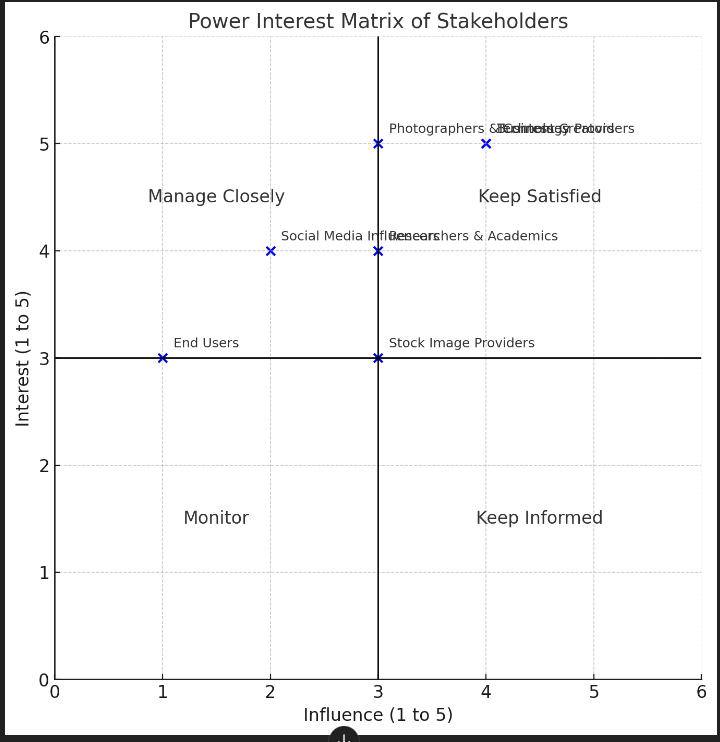 Power Interest Matrix of Stakeholders
6
Photographers &
Providers
5
Manage Closely
Keep Satisfied
Social Media Influencers
Researchers & Academics
4
End Users
Stock Image Providers
3
2
Monitor
Keep Informed
1
0
0 1 2 3 4 5 6
Interest (1 to 5)
Influence (1 to 5)